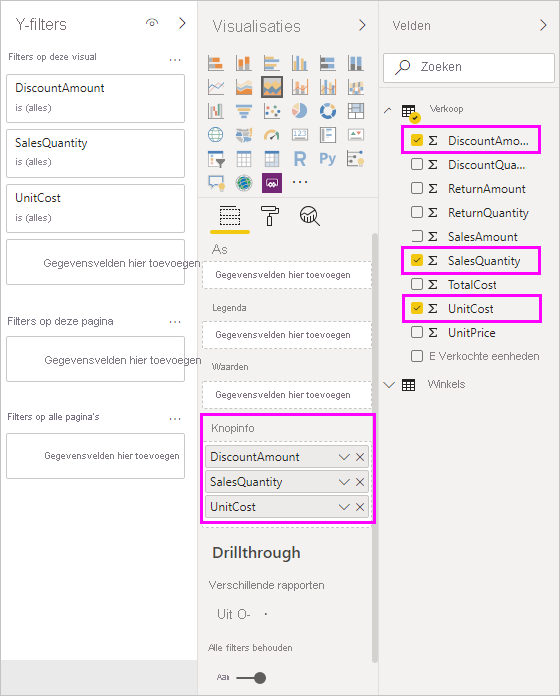 Y-filters
Filters op deze visual
...
DiscountAmount
is (alles)
SalesQuantity
is (alles)
UnitCost
is (alles)
Gegevensvelden hier toevoegen
Filters op deze pagina
...
Gegevensvelden hier toevoegen
Filters op alle pagina's
...
Gegevensvelden hier toevoegen
Visualisaties
123
R
Py
...
As
Gegevensvelden hier toevoegen
Legenda
Gegevensvelden hier toevoegen
Waarden
Gegevensvelden hier toevoegen
Knopinfo
DiscountAmount
SalesQuantity
UnitCost
Drillthrough
Verschillende rapporten
Uit O-
Alle filters behouden
Aan
Velden
Zoeken
Verkoop
Σ DiscountAmo...
Σ DiscountQua...
Σ ReturnAmount
Σ ReturnQuantity
Σ SalesAmount
Σ SalesQuantity
Σ TotalCost
Σ UnitCost
Σ UnitPrice
E Verkochte eenheden
Winkels